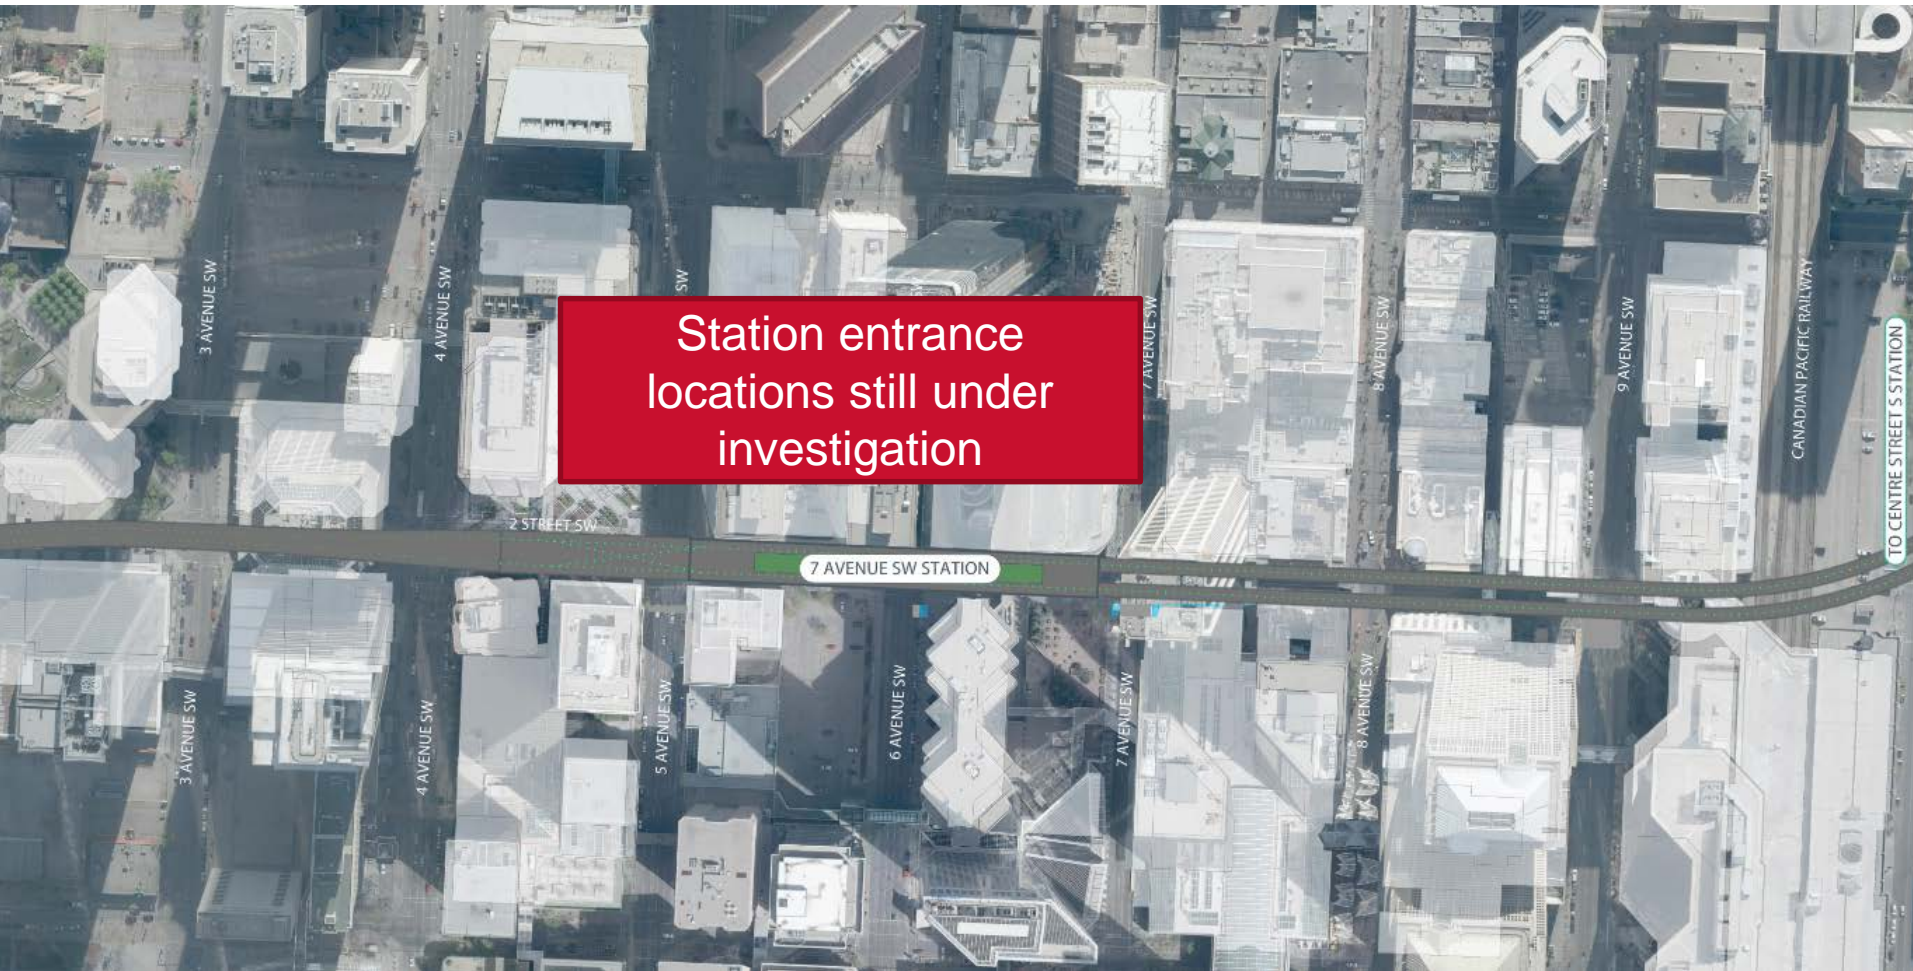 Station entrance
locations still under
investigation
3 AVENUE SW
4 AVENUE SW
SW
SW
7 AVENUE SW
8 AVENUE SW
9 AVENUE SW
CANADIAN PACIFIC RAILWAY
TO CENTRE STREET S STATION
2 STREET SW
7 AVENUE SW STATION
3 AVENUE SW
4 AVENUE SW
5 AVENUE SW
6 AVENUE SW
7 AVENUE SW
8 AVENUE SW